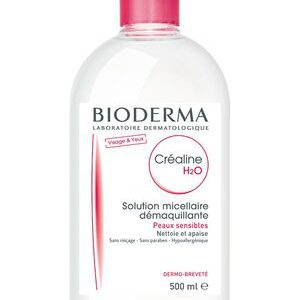 BIODERMA
LABORATOIRE DERMATOLOGIQUE
Visage & Yeux
Créaline
H2O
Solution micellaire
démaquillante
Peaux sensibles
Nettoie et apaise
Sans rinçage - Sans paraben - Hypoallergénique
DERMO-BREVETÉ
500 ml e